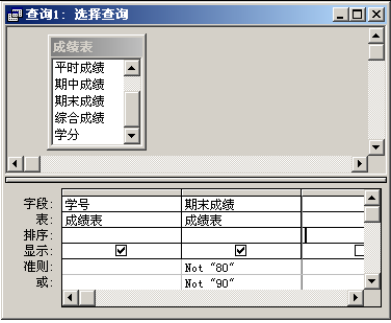 查询1: 选择查询
成绩表
平时成绩
期中成绩
期末成绩
综合成绩
学分
字段: 学号 期末成绩
表: 成绩表 成绩表
排序:
显示:
准则: Not "80"
或: Not "90"